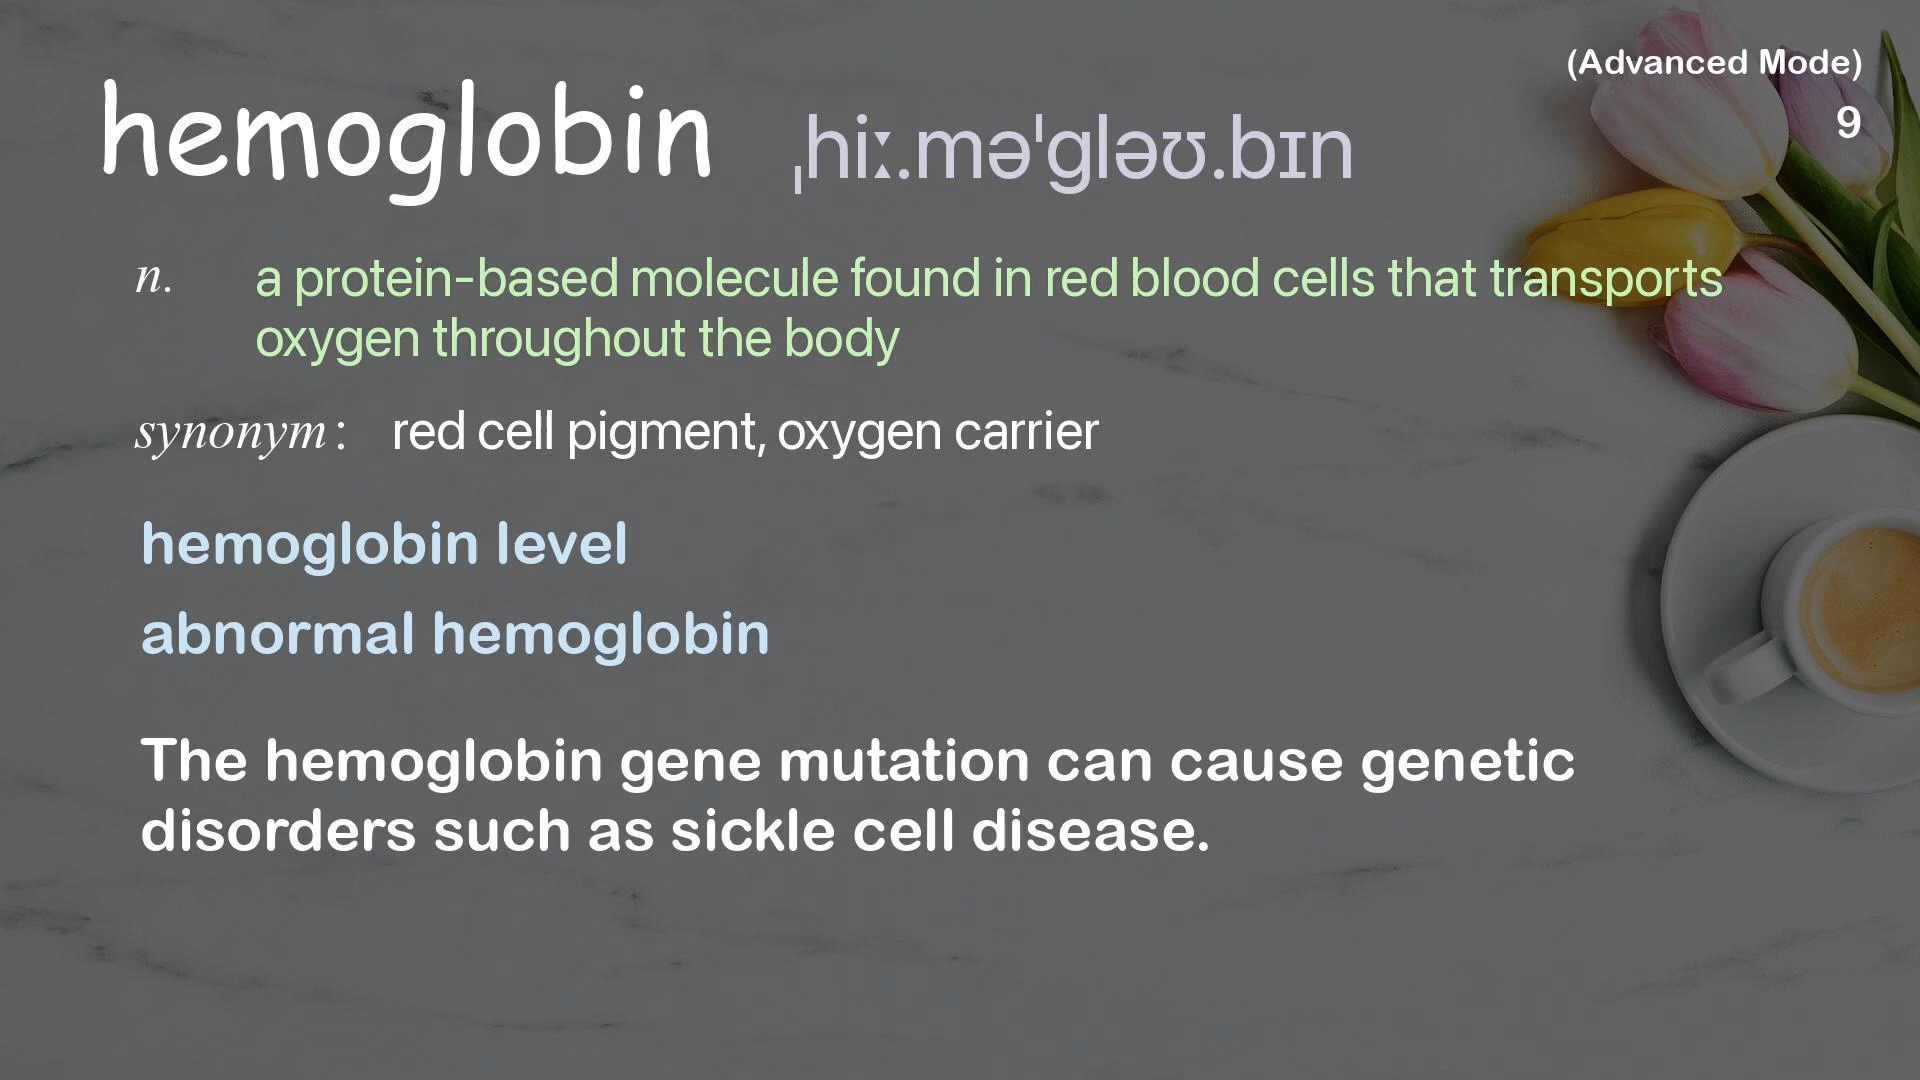 (Advanced Mode)
hemoglobin ˌhiː.məˈgləʊ.bɪn
9
n. a protein-based molecule found in red blood cells that transports
oxygen throughout the body
synonym: red cell pigment, oxygen carrier
hemoglobin level
abnormal hemoglobin
The hemoglobin gene mutation can cause genetic
disorders such as sickle cell disease.